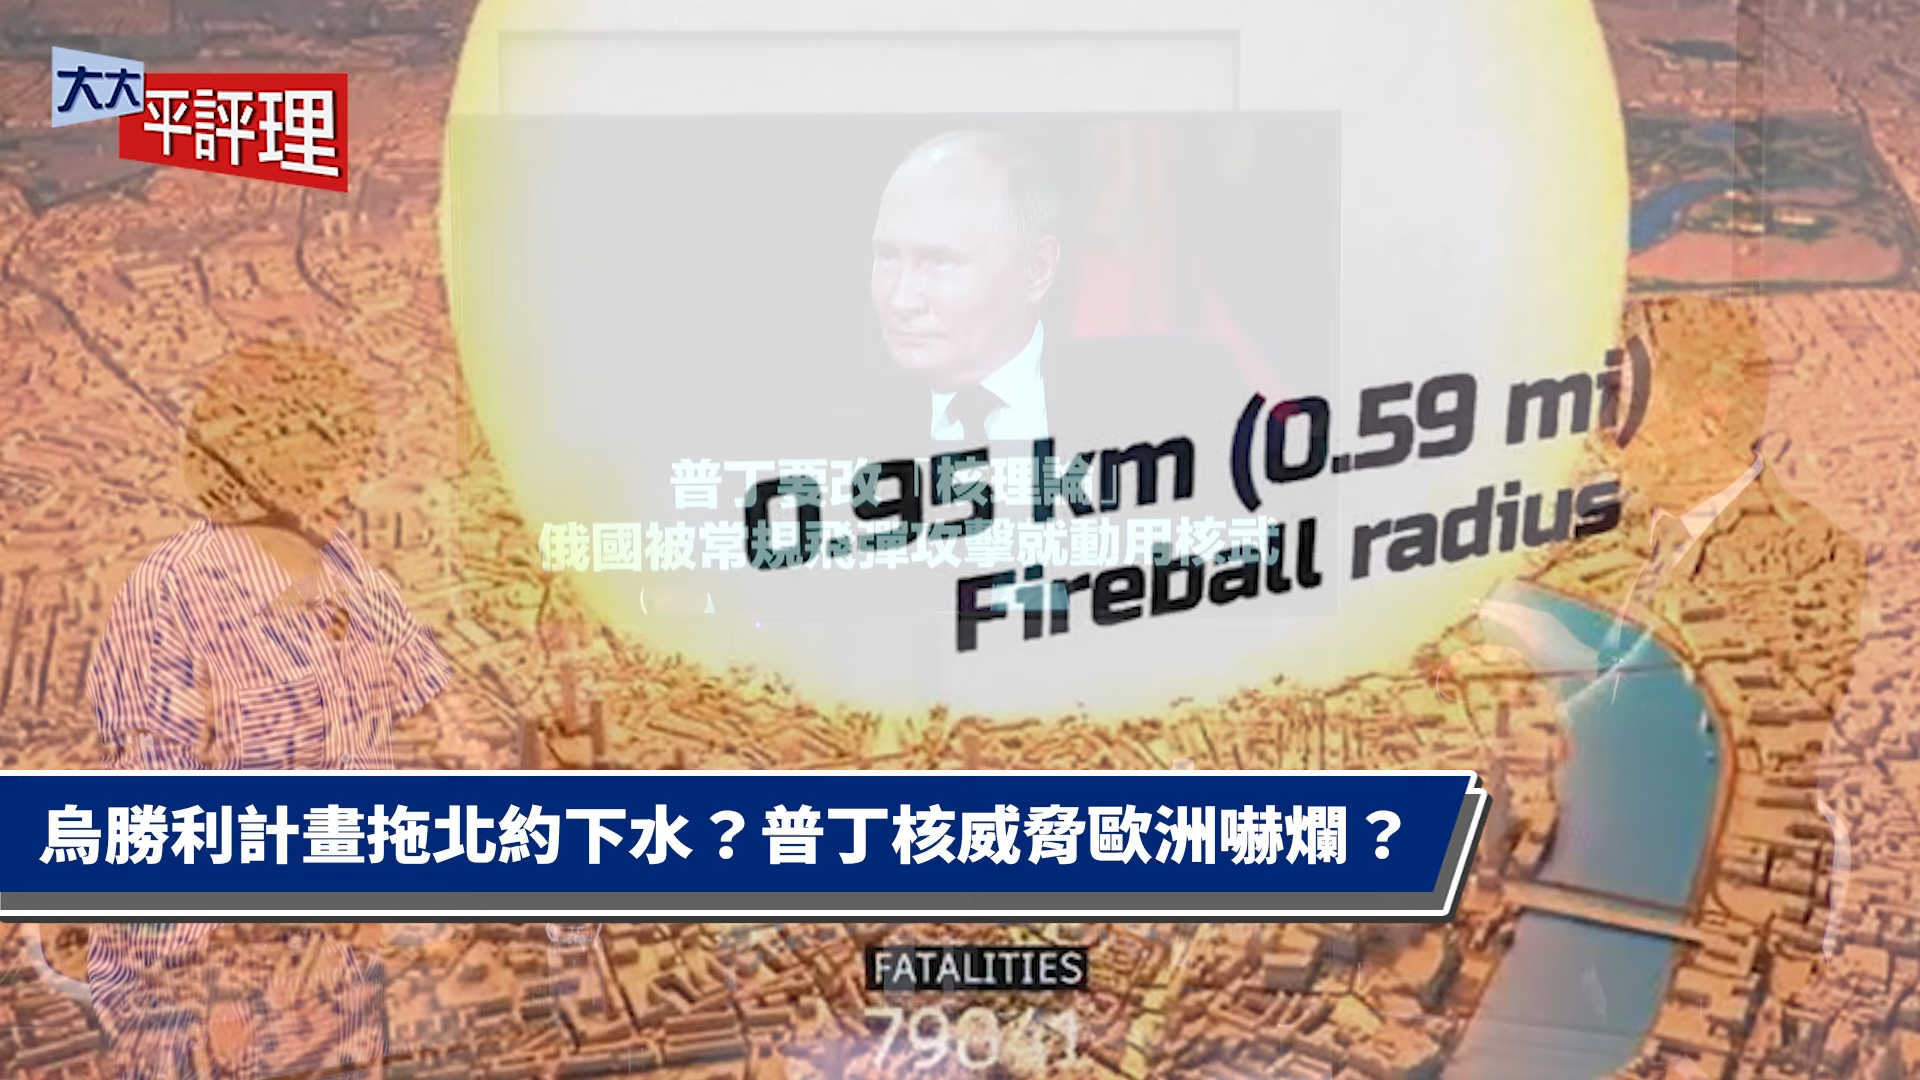 大大
平評理
0.95 km (0.59 mi)
Fireball radius
普丁要改「核理論」
俄國被常規飛彈攻擊就動用核武
烏勝利計畫拖北約下水？普丁核威脅歐洲嚇爛？
FATALITIES